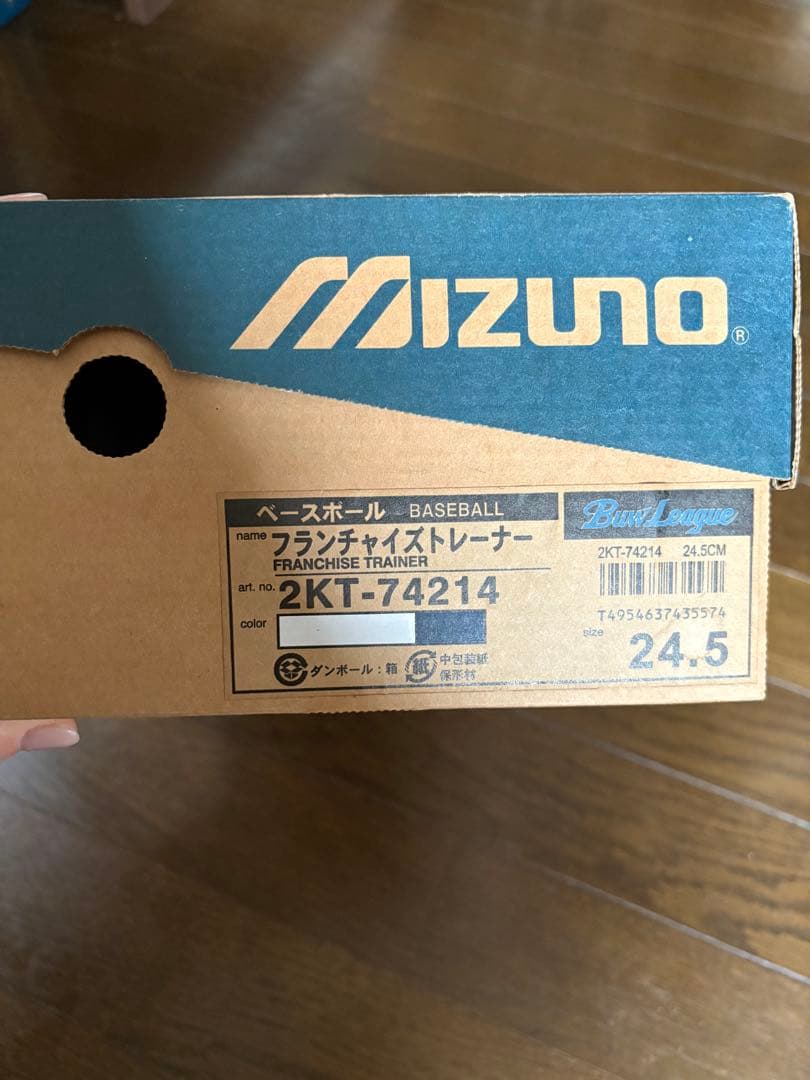 MIZUNO®
ベースボール BASEBALL
name フランチャイズトレーナー
FRANCHISE TRAINER
art. no. 2KT-74214
color
ダンボール：箱
紙
中包装紙
保形材
Buw League
2KT-74214 24.5CM
T4954637435574
size 24.5